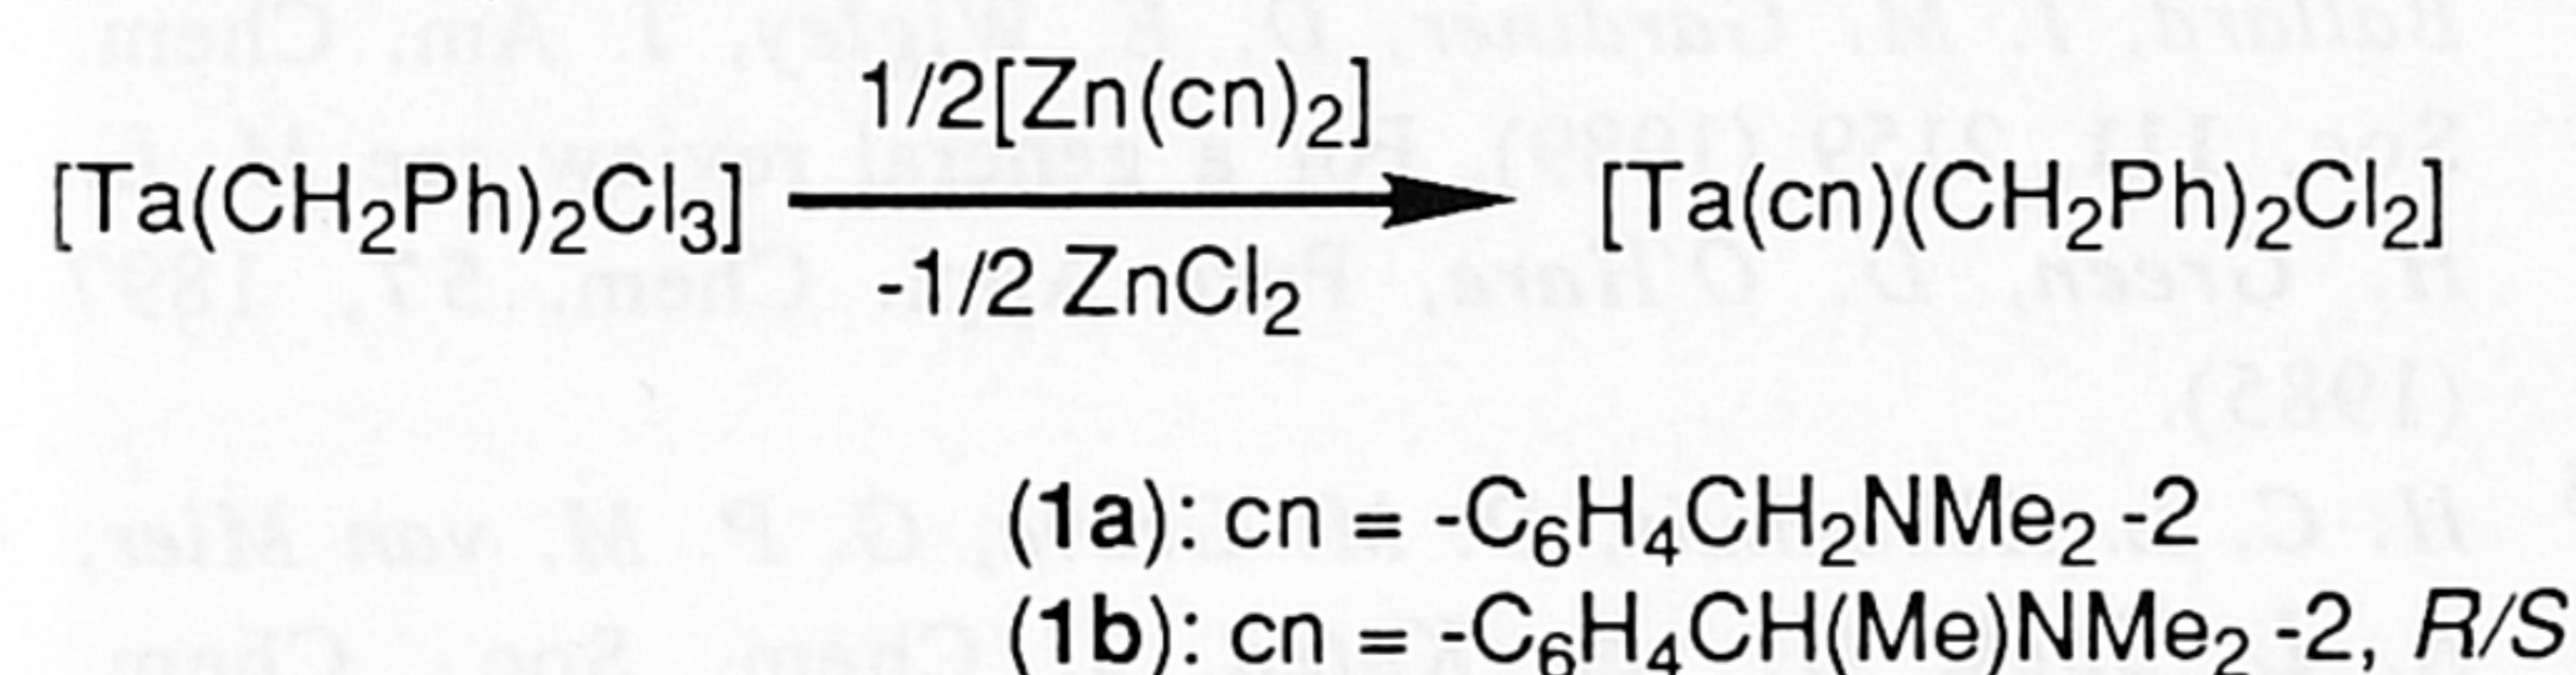 1/2[Zn(cn)2]
[Ta(CH2Ph)2Cl3] [Ta(cn)(CH2Ph)2Cl2]
-1/2 ZnCl2
(1a): cn = -C6H4CH2NMe2 -2
(1b): cn = -C6H4CH(Me)NMe2 -2, R/S